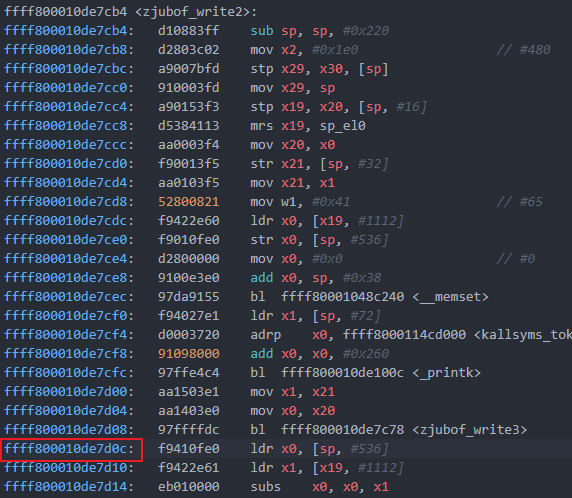 ffff800010de7cb4 <zjubof_write2>:
ffff800010de7cb4: d10883ff sub sp, sp, #0x220
ffff800010de7cb8: d2803c02 mov x2, #0x1e0 // #480
ffff800010de7cbc: a9007bfd stp x29, x30, [sp]
ffff800010de7cc0: 910003fd mov x29, sp
ffff800010de7cc4: a90153f3 stp x19, x20, [sp, #16]
ffff800010de7cc8: d5384113 mrs x19, sp_el0
ffff800010de7ccc: aa0003f4 mov x20, x0
ffff800010de7cd0: f90013f5 str x21, [sp, #32]
ffff800010de7cd4: aa0103f5 mov x21, x1
ffff800010de7cd8: 52800821 mov w1, #0x41 // #65
ffff800010de7cdc: f9422e60 ldr x0, [x19, #1112]
ffff800010de7ce0: f9010fe0 str x0, [sp, #536]
ffff800010de7ce4: d2800000 mov x0, #0x0 // #0
ffff800010de7ce8: 9100e3e0 add x0, sp, #0x38
ffff800010de7cec: 97da9155 bl ffff80001048c240 <__memset>
ffff800010de7cf0: f94027e1 ldr x1, [sp, #72]
ffff800010de7cf4: d0003720 adrp x0, ffff8000114cd000 <kallsyms_tok
ffff800010de7cf8: 91098000 add x0, x0, #0x260
ffff800010de7cfc: 97ffe4c4 bl ffff800010de100c <_printk>
ffff800010de7d00: aa1503e1 mov x1, x21
ffff800010de7d04: aa1403e0 mov x0, x20
ffff800010de7d08: 97ffffdc bl ffff800010de7c78 <zjubof_write3>
ffff800010de7d0c: f9410fe0 ldr x0, [sp, #536]
ffff800010de7d10: f9422e61 ldr x1, [x19, #1112]
ffff800010de7d14: eb010000 subs x0, x0, x1